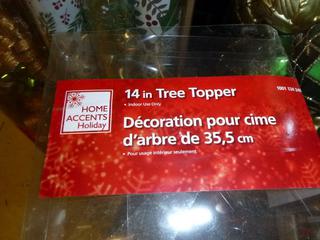 HOME
ACCENTS
Holiday
14 in Tree Topper
• Indoor Use Only
Décoration pour cime
d'arbre de 35,5 cm
• Pour usage intérieur seulement
1001